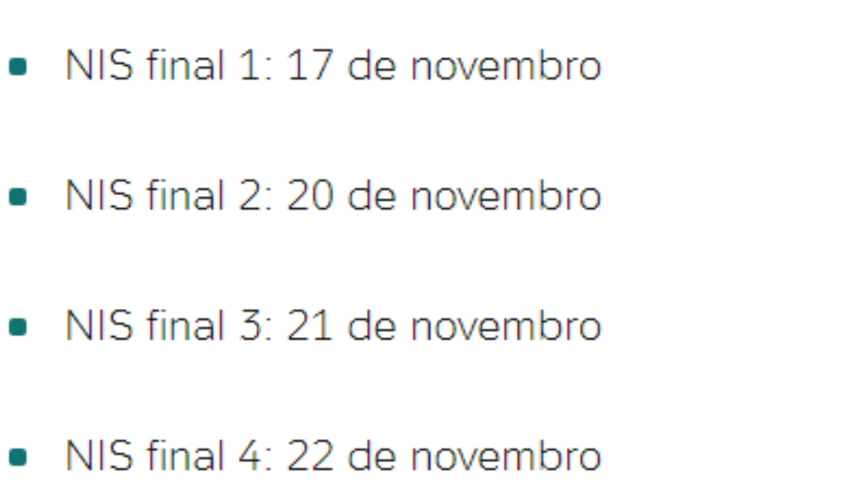 NIS final 1: 17 de novembro
NIS final 2: 20 de novembro
NIS final 3: 21 de novembro
NIS final 4: 22 de novembro